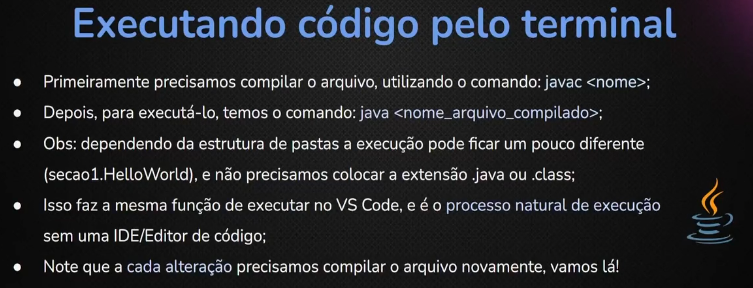 Executando código pelo terminal
● Primeiramente precisamos compilar o arquivo, utilizando o comando: javac <nome>;
● Depois, para executá-lo, temos o comando: java <nome_arquivo_compilado>;
● Obs: dependendo da estrutura de pastas a execução pode ficar um pouco diferente
(secao1.HelloWorld), e não precisamos colocar a extensão .java ou .class;
● Isso faz a mesma função de executar no VS Code, e é o processo natural de execução
sem uma IDE/Editor de código;
● Note que a cada alteração precisamos compilar o arquivo novamente, vamos lá!